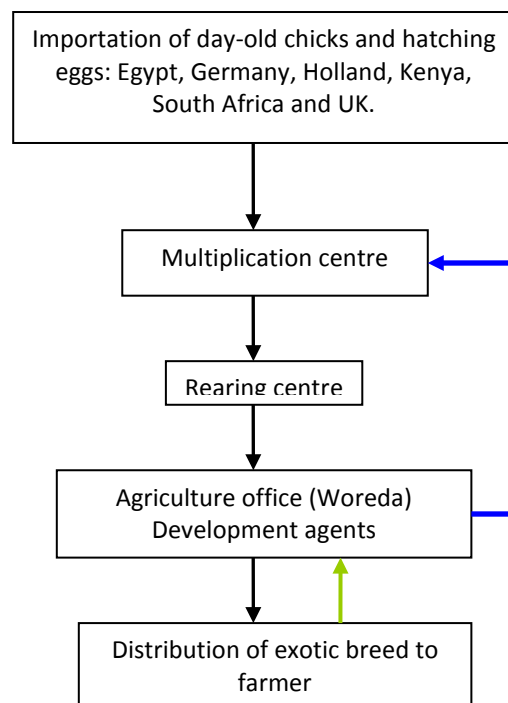 Importation of day-old chicks and hatching
eggs: Egypt, Germany, Holland, Kenya,
South Africa and UK.
Multiplication centre
Rearing centre
Agriculture office (Woreda)
Development agents
Distribution of exotic breed to
farmer